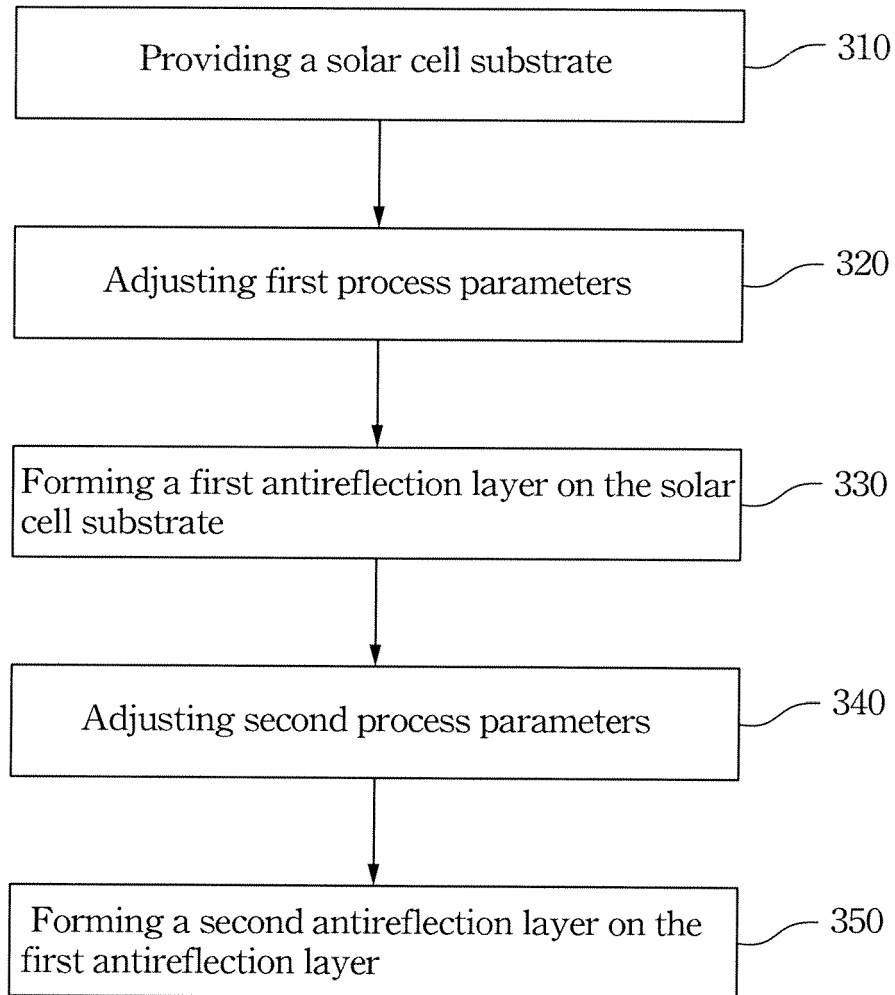 Providing a solar cell substrate
310
Adjusting first process parameters
320
Forming a first antireflection layer on the solar
cell substrate
330
Adjusting second process parameters
340
Forming a second antireflection layer on the
first antireflection layer
350